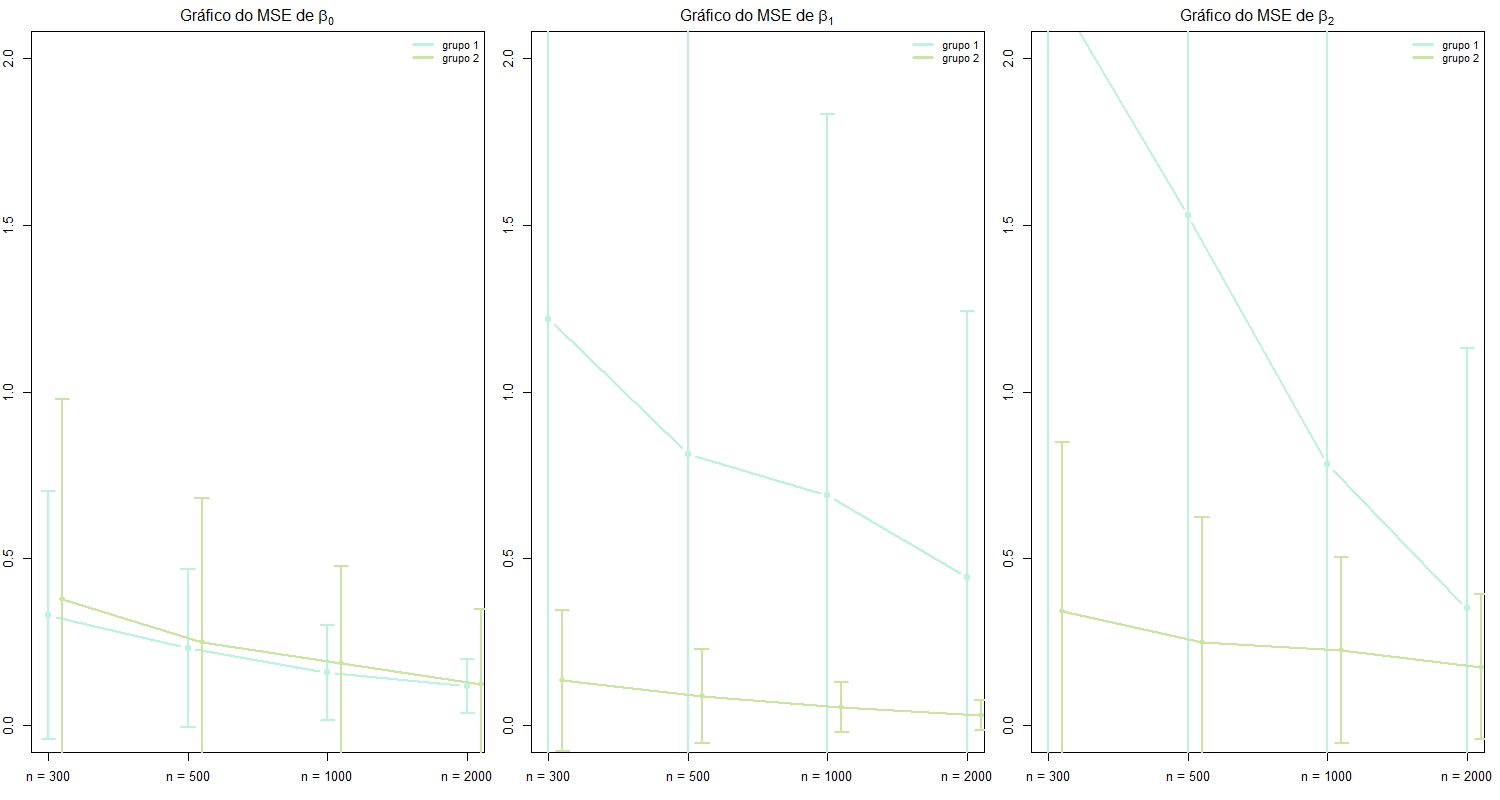 Gráfico do MSE de β0
grupo 1
grupo 2
2.0
1.5
1.0
0.5
0.0
n = 300
n = 500
n = 1000
n = 2000
Gráfico do MSE de β1
grupo 1
grupo 2
2.0
1.5
1.0
0.5
0.0
n = 300
n = 500
n = 1000
n = 2000
Gráfico do MSE de β2
grupo 1
grupo 2
2.0
1.5
1.0
0.5
0.0
n = 300
n = 500
n = 1000
n = 2000